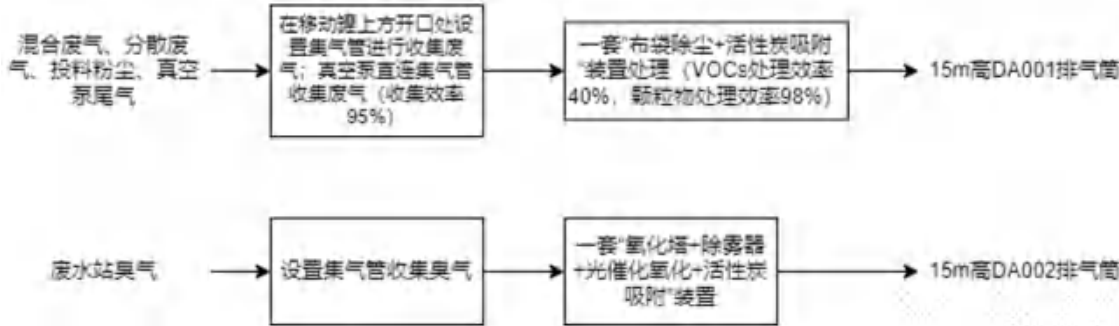 混合废气、分散废
气、投料粉尘、真空
泵尾气
在移动罐上方开口处设
置集气管进行收集废
气；真空泵直连集气管
收集废气（收集效率
95%）
一套“布袋除尘+活性炭吸附
”装置处理（VOCs处理效率
40%，颗粒物处理效率98%）
15m高DA001排气筒
废水站臭气
设置集气管收集臭气
一套“氧化塔+除雾器
+光催化氧化+活性炭
吸附”装置
15m高DA002排气筒